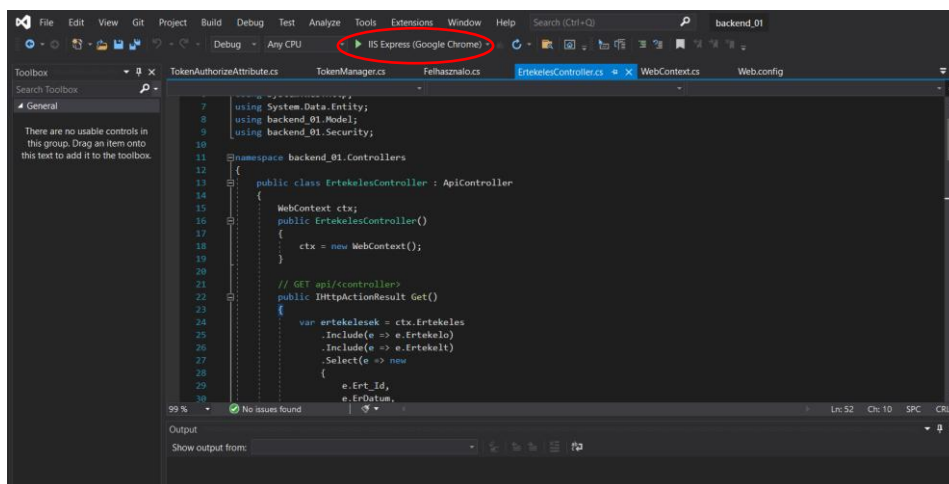 File Edit View Git Project Build Debug Test Analyze Tools Extensions Window Help Search (Ctrl+Q) backend_01
Debug Any CPU IIS Express (Google Chrome)
Toolbox
TokenAuthorizeAttribute.cs TokenManager.cs Felhasznalo.cs ErtekelesController.cs WebContext.cs Web.config
Search Toolbox
General
There are no usable controls in
this group. Drag an item onto
this text to add it to the toolbox.
7 using System.Data.Entity;
8 using backend_01.Model;
9 using backend_01.Security;
10
11 namespace backend_01.Controllers
12 {
13 public class ErtekelesController : ApiController
14 {
15 WebContext ctx;
16 public ErtekelesController()
17 {
18 ctx = new WebContext();
19 }
20
21 // GET api/<controller>
22 public IHttpActionResult Get()
23 {
24 var ertekelesek = ctx.Ertekeles
25 .Include(e => e.Ertekelo)
26 .Include(e => e.Ertekelt)
27 .Select(e => new
28 {
29 e.Ert_Id,
30 e.ErDatum,
99 % No issues found Ln: 52 Ch: 10 SPC
Output
Show output from: